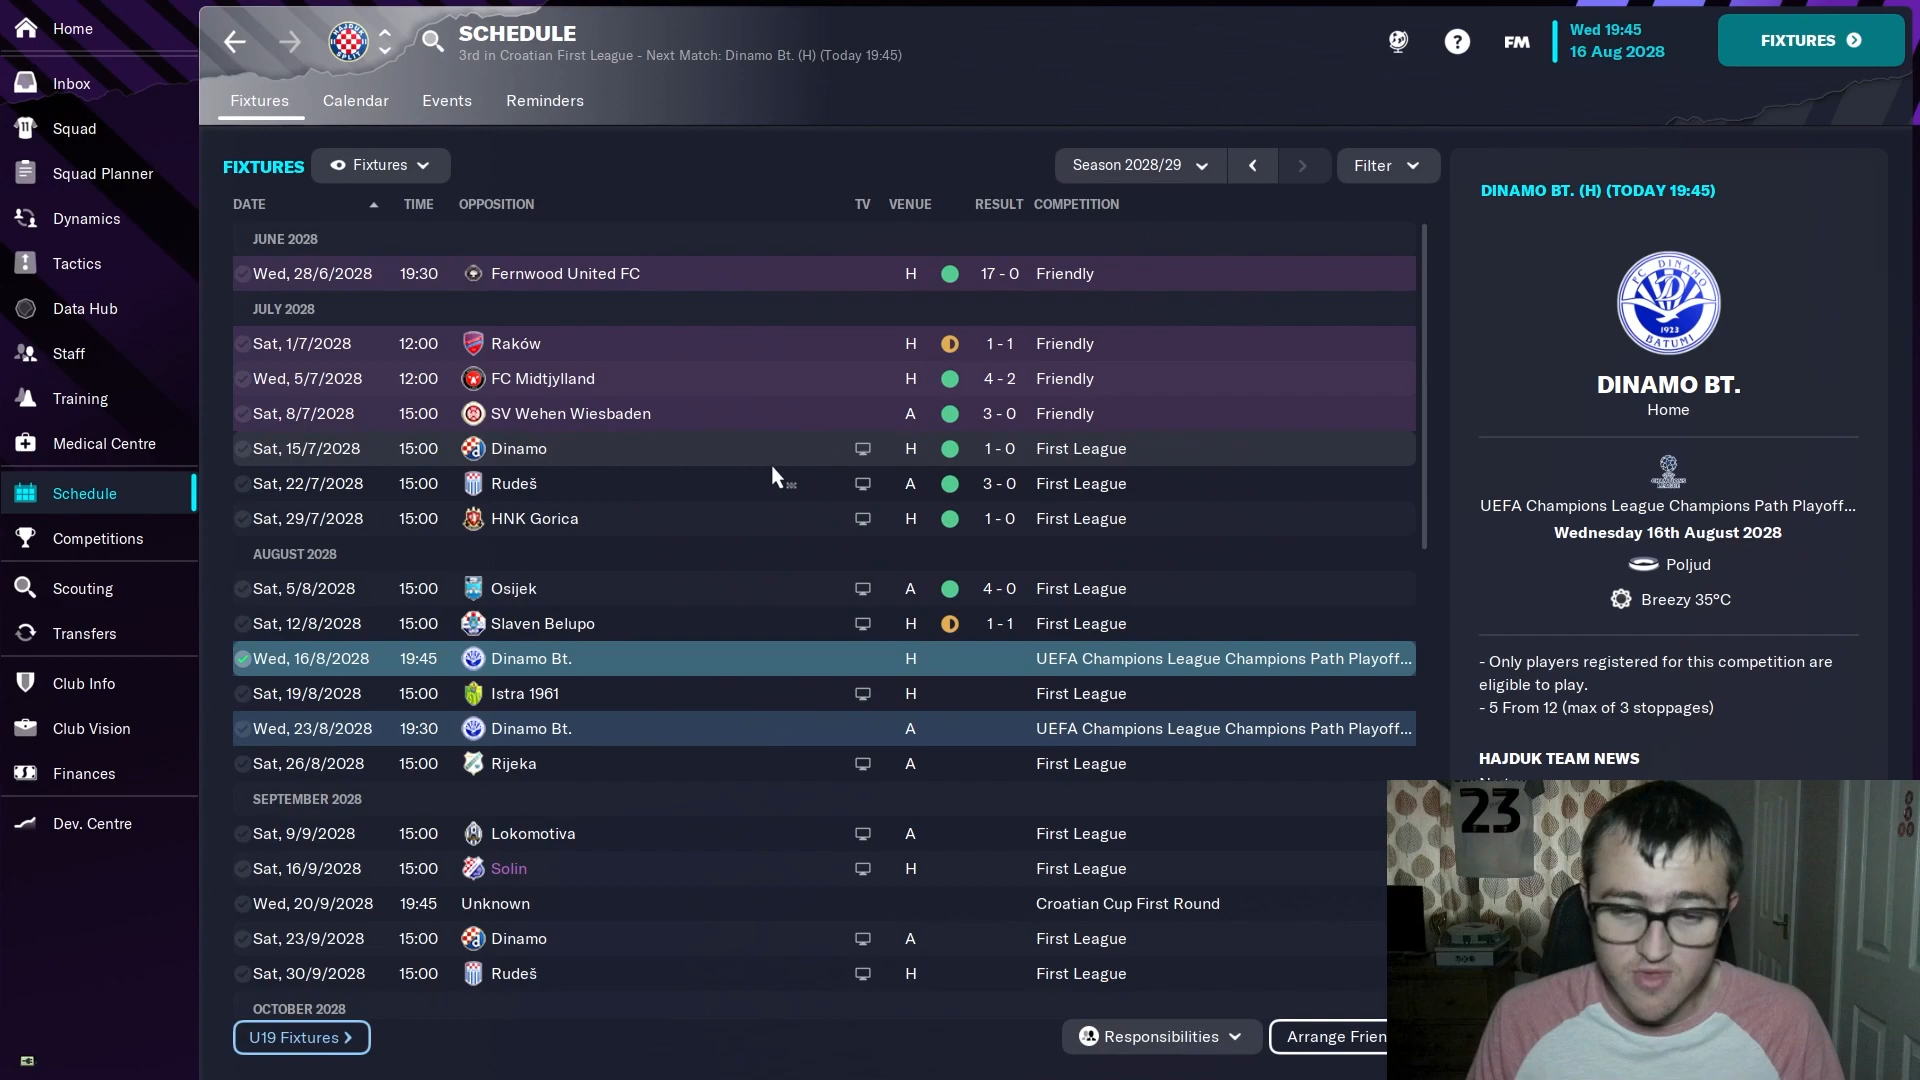 Home
Inbox
Squad
Squad Planner
Dynamics
Tactics
Data Hub
Staff
Training
Medical Centre
Schedule
Competitions
Scouting
Transfers
Club Info
Club Vision
Finances
Dev. Centre
SCHEDULE
3rd in Croatian First League - Next Match: Dinamo Bt. (H) (Today 19:45)
FM
Wed 19:45
16 Aug 2028
FIXTURES
Fixtures Calendar Events Reminders
FIXTURES Fixtures Season 2028/29 Filter
DATE TIME OPPOSITION TV VENUE RESULT COMPETITION
JUNE 2028
Wed, 28/6/2028 19:30 Fernwood United FC H 17 - 0 Friendly
JULY 2028
Sat, 1/7/2028 12:00 Raków H 1 - 1 Friendly
Wed, 5/7/2028 12:00 FC Midtjylland H 4 - 2 Friendly
Sat, 8/7/2028 15:00 SV Wehen Wiesbaden A 3 - 0 Friendly
Sat, 15/7/2028 15:00 Dinamo H 1 - 0 First League
Sat, 22/7/2028 15:00 Rudeš A 3 - 0 First League
Sat, 29/7/2028 15:00 HNK Gorica H 1 - 0 First League
AUGUST 2028
Sat, 5/8/2028 15:00 Osijek A 4 - 0 First League
Sat, 12/8/2028 15:00 Slaven Belupo H 1 - 1 First League
Wed, 16/8/2028 19:45 Dinamo Bt. H UEFA Champions League Champions Path Playoff...
Sat, 19/8/2028 15:00 Istra 1961 H First League
Wed, 23/8/2028 19:30 Dinamo Bt. A UEFA Champions League Champions Path Playoff...
Sat, 26/8/2028 15:00 Rijeka A First League
SEPTEMBER 2028
Sat, 9/9/2028 15:00 Lokomotiva A First League
Sat, 16/9/2028 15:00 Solin H First League
Wed, 20/9/2028 19:45 Unknown Croatian Cup First Round
Sat, 23/9/2028 15:00 Dinamo A First League
Sat, 30/9/2028 15:00 Rudeš H First League
OCTOBER 2028
U19 Fixtures Responsibilities Arrange Frien
DINAMO BT. (H) (TODAY 19:45)
FC DINAMO
1923
BATUMI
DINAMO BT.
Home
UEFA Champions League Champions Path Playoff...
Wednesday 16th August 2028
Poljud
Breezy 35°C
- Only players registered for this competition are
eligible to play.
- 5 From 12 (max of 3 stoppages)
HAJDUK TEAM NEWS
23